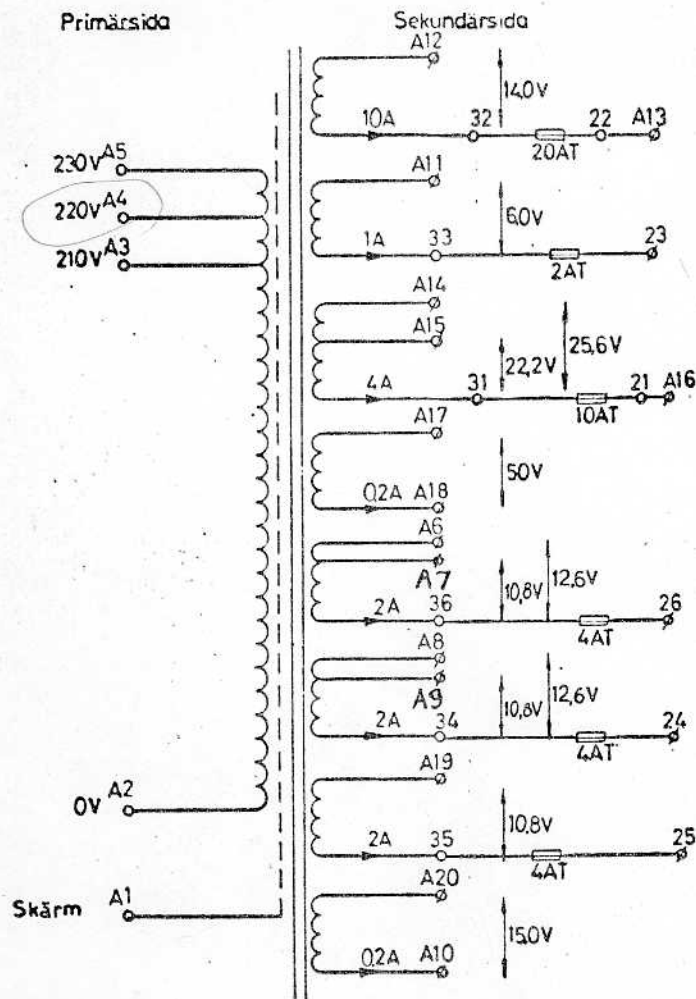 Primärsida
Sekundärsida
A12
14,0V
10A
32
22
A13
20AT
230V A5
220V A4
210V A3
A11
6,0V
1A
33
23
2AT
A14
A15
22,2V
25,6V
4A
31
21
A16
10AT
A17
0,2A
A18
A6
A7
10,8V
12,6V
2A
36
26
4AT
A8
A9
10,8V
12,6V
2A
34
24
4AT
A19
10,8V
2A
35
25
4AT
0V A2
Skärm A1
A20
0,2A
A10